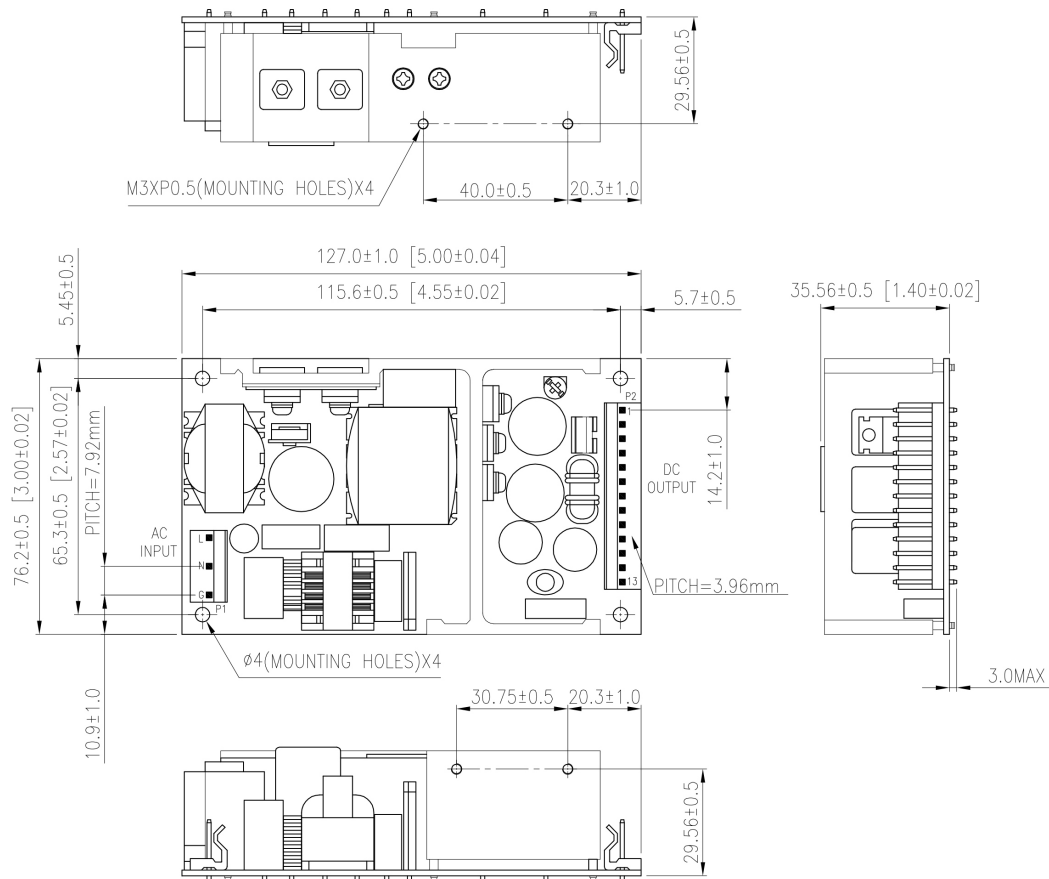 29.56±0.5
M3XP0.5(MOUNTING HOLES)X4
40.0±0.5
20.3±1.0
127.0±1.0 [5.00±0.04]
115.6±0.5 [4.55±0.02]
5.7±0.5
5.45±0.5
35.56±0.5 [1.40±0.02]
76.2±0.5 [3.00±0.02]
65.3±0.5 [2.57±0.02]
PITCH=7.92mm
P2
1
14.2±1.0
DC
OUTPUT
AC
INPUT
L
N
G
P1
13
PITCH=3.96mm
ø4(MOUNTING HOLES)X4
10.9±1.0
3.0MAX
30.75±0.5
20.3±1.0
29.56±0.5